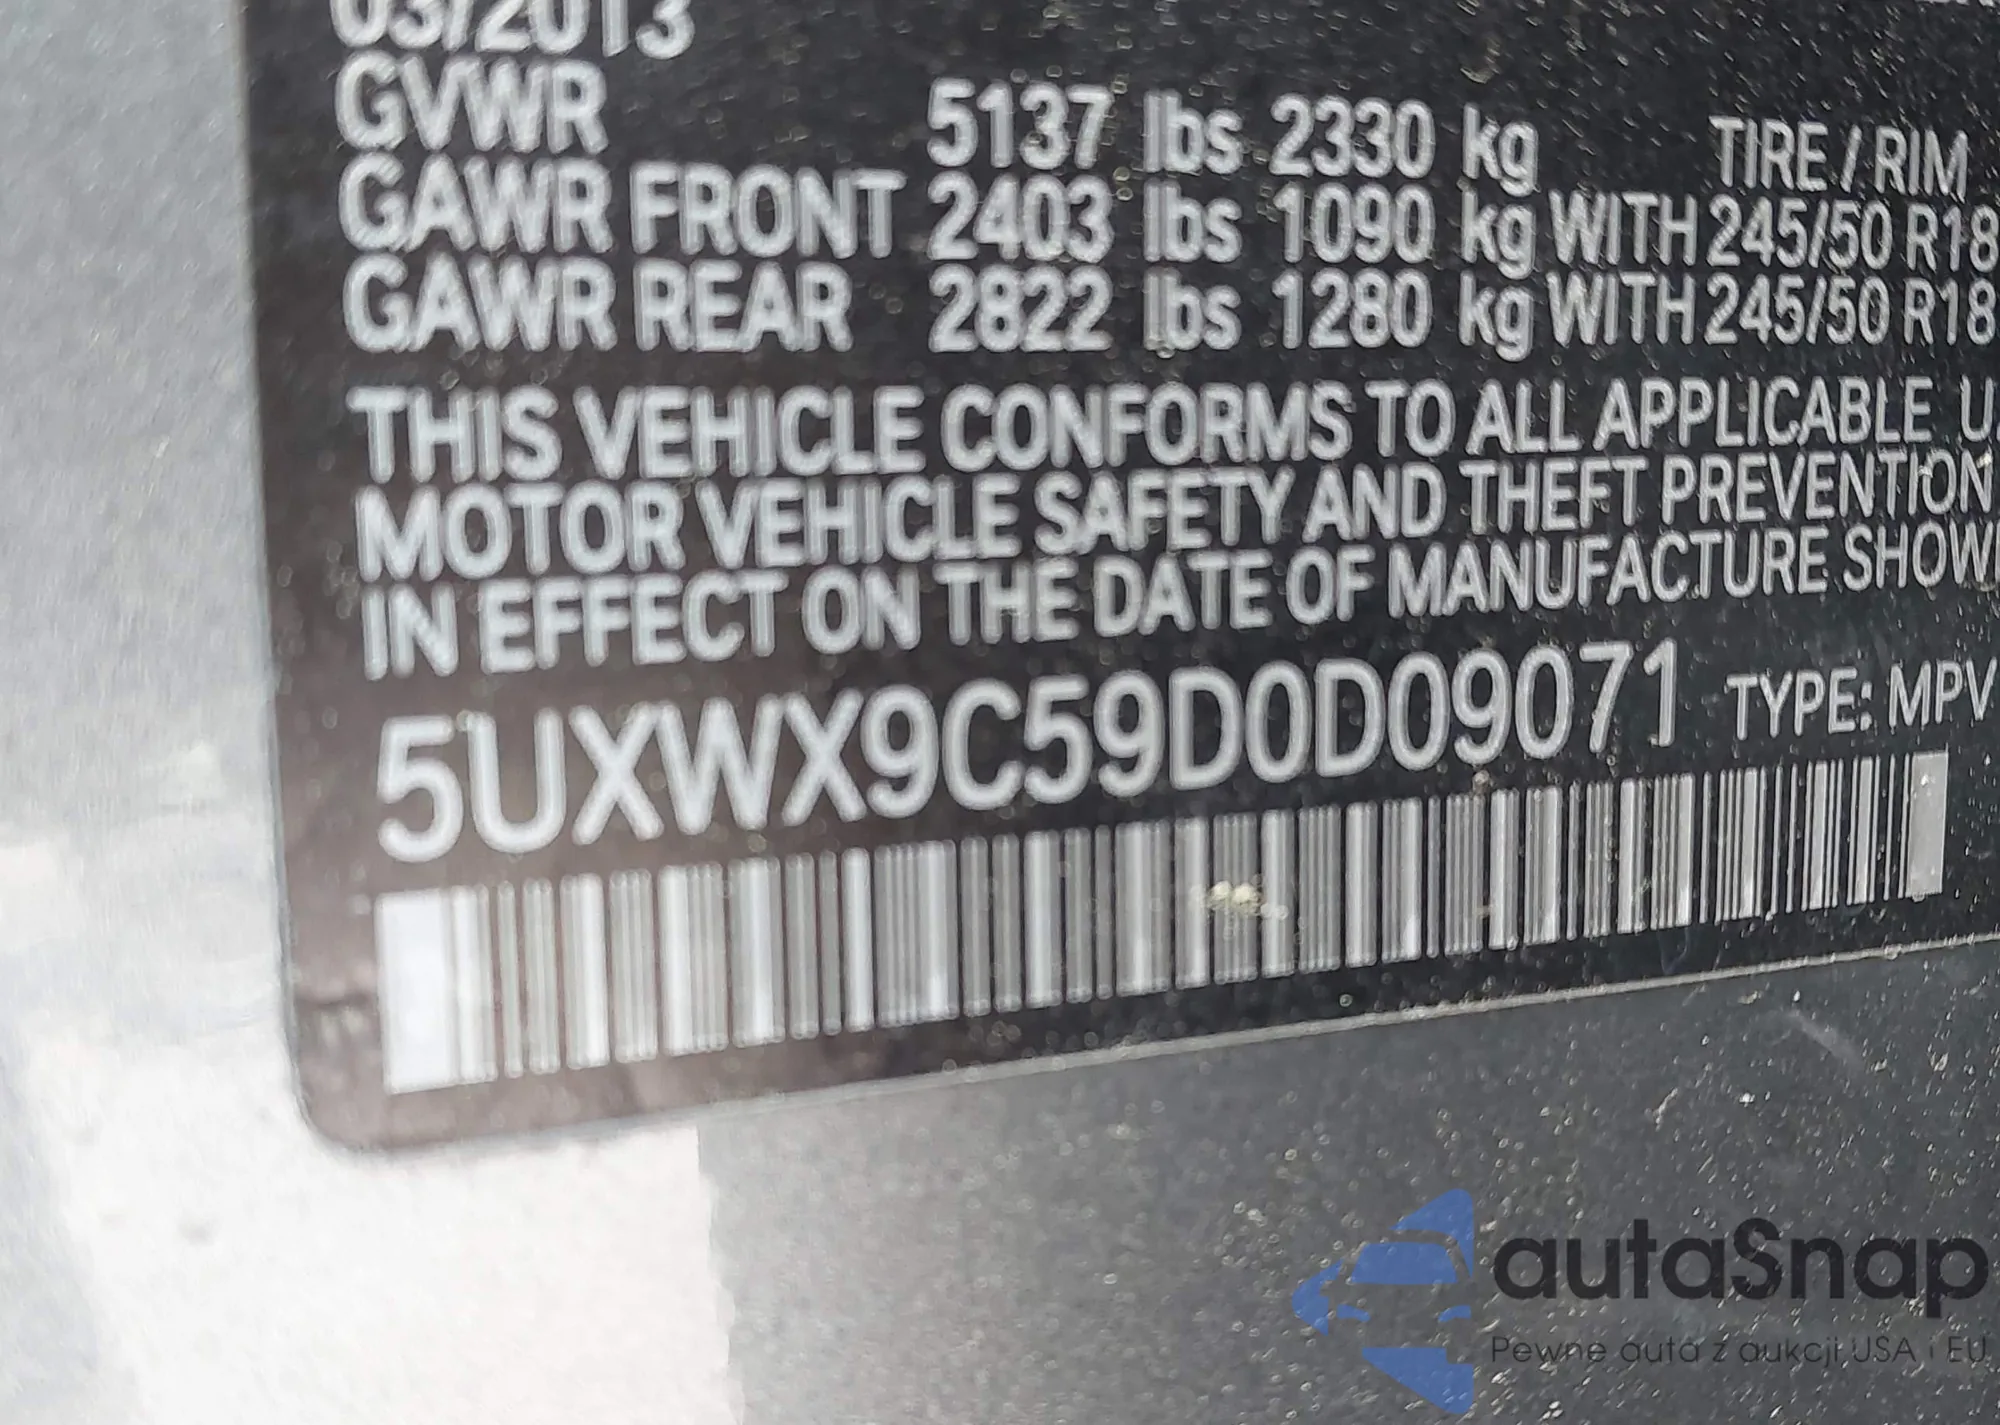 03/2013
GVWR 5137 lbs 2330 kg TIRE / RIM
GAWR FRONT 2403 lbs 1090 kg WITH 245/50 R18
GAWR REAR 2822 lbs 1280 kg WITH 245/50 R18
THIS VEHICLE CONFORMS TO ALL APPLICABLE U.
MOTOR VEHICLE SAFETY AND THEFT PREVENTION
IN EFFECT ON THE DATE OF MANUFACTURE SHOW
5UXWX9C59D0D09071 TYPE: MPV
autaSnap
Pewne auta z aukcji USA i EU